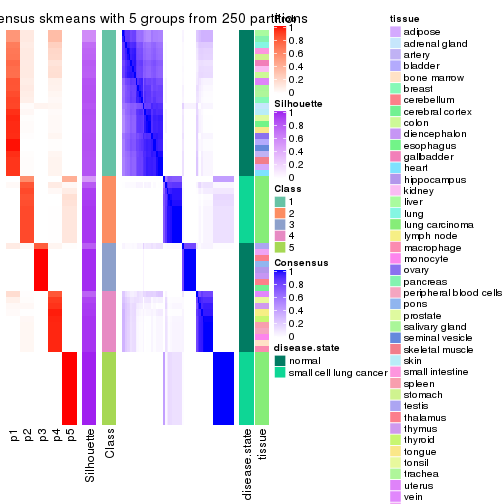 ensus skmeans with 5 groups from 250 partitions
1
0.8
0.6
0.4
0.2
0
Silhouette
1
0.8
0.6
0.4
0.2
0
Class
1
2
3
4
5
Consensus
1
0.8
0.6
0.4
0.2
0
disease.state
normal
small cell lung cancer
tissue
adipose
adrenal gland
artery
bladder
bone marrow
breast
cerebellum
cerebral cortex
colon
diencephalon
esophagus
gallbadder
heart
hippocampus
kidney
liver
lung
lung carcinoma
lymph node
macrophage
monocyte
ovary
pancreas
peripheral blood cells
pons
prostate
salivary gland
seminal vesicle
skeletal muscle
skin
small intestine
spleen
stomach
testis
thalamus
thymus
thyroid
tongue
tonsil
trachea
uterus
vein
p1
p2
p3
p4
p5
Silhouette
Class
disease.state
tissue